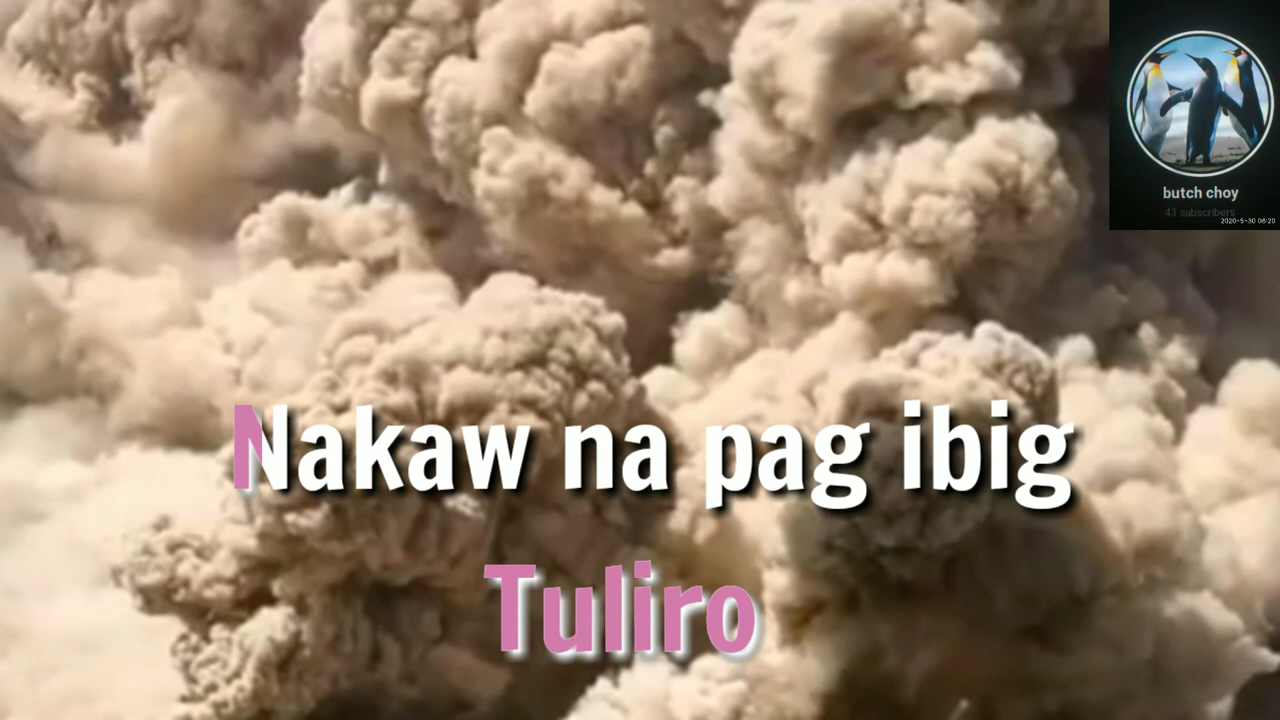 butch choy
43 subscribers
2020-5-30 08:20
Nakaw na pag ibig
Tuliro